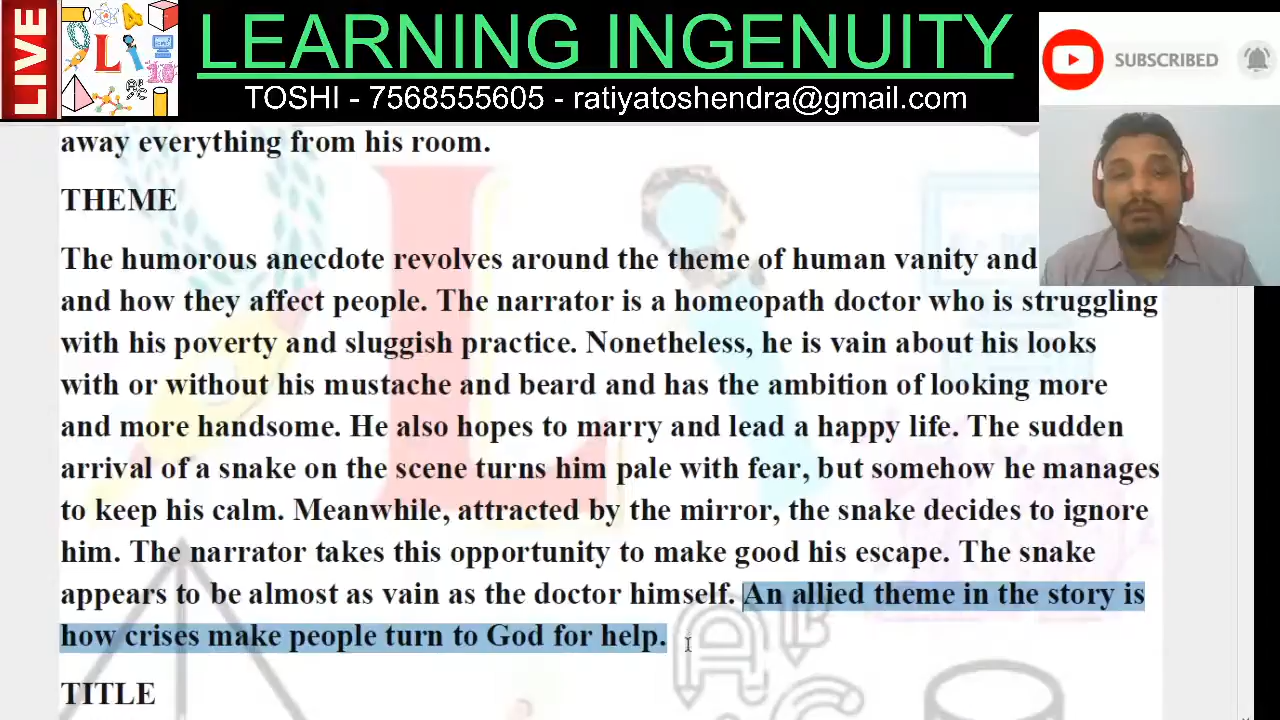 LIVE
LEARNING INGENUITY
TOSHI - 7568555605 - ratiyatoshendra@gmail.com
SUBSCRIBED
away everything from his room.
THEME
The humorous anecdote revolves around the theme of human vanity and
and how they affect people. The narrator is a homeopath doctor who is struggling
with his poverty and sluggish practice. Nonetheless, he is vain about his looks
with or without his mustache and beard and has the ambition of looking more
and more handsome. He also hopes to marry and lead a happy life. The sudden
arrival of a snake on the scene turns him pale with fear, but somehow he manages
to keep his calm. Meanwhile, attracted by the mirror, the snake decides to ignore
him. The narrator takes this opportunity to make good his escape. The snake
appears to be almost as vain as the doctor himself. An allied theme in the story is
how crises make people turn to God for help.
TITLE